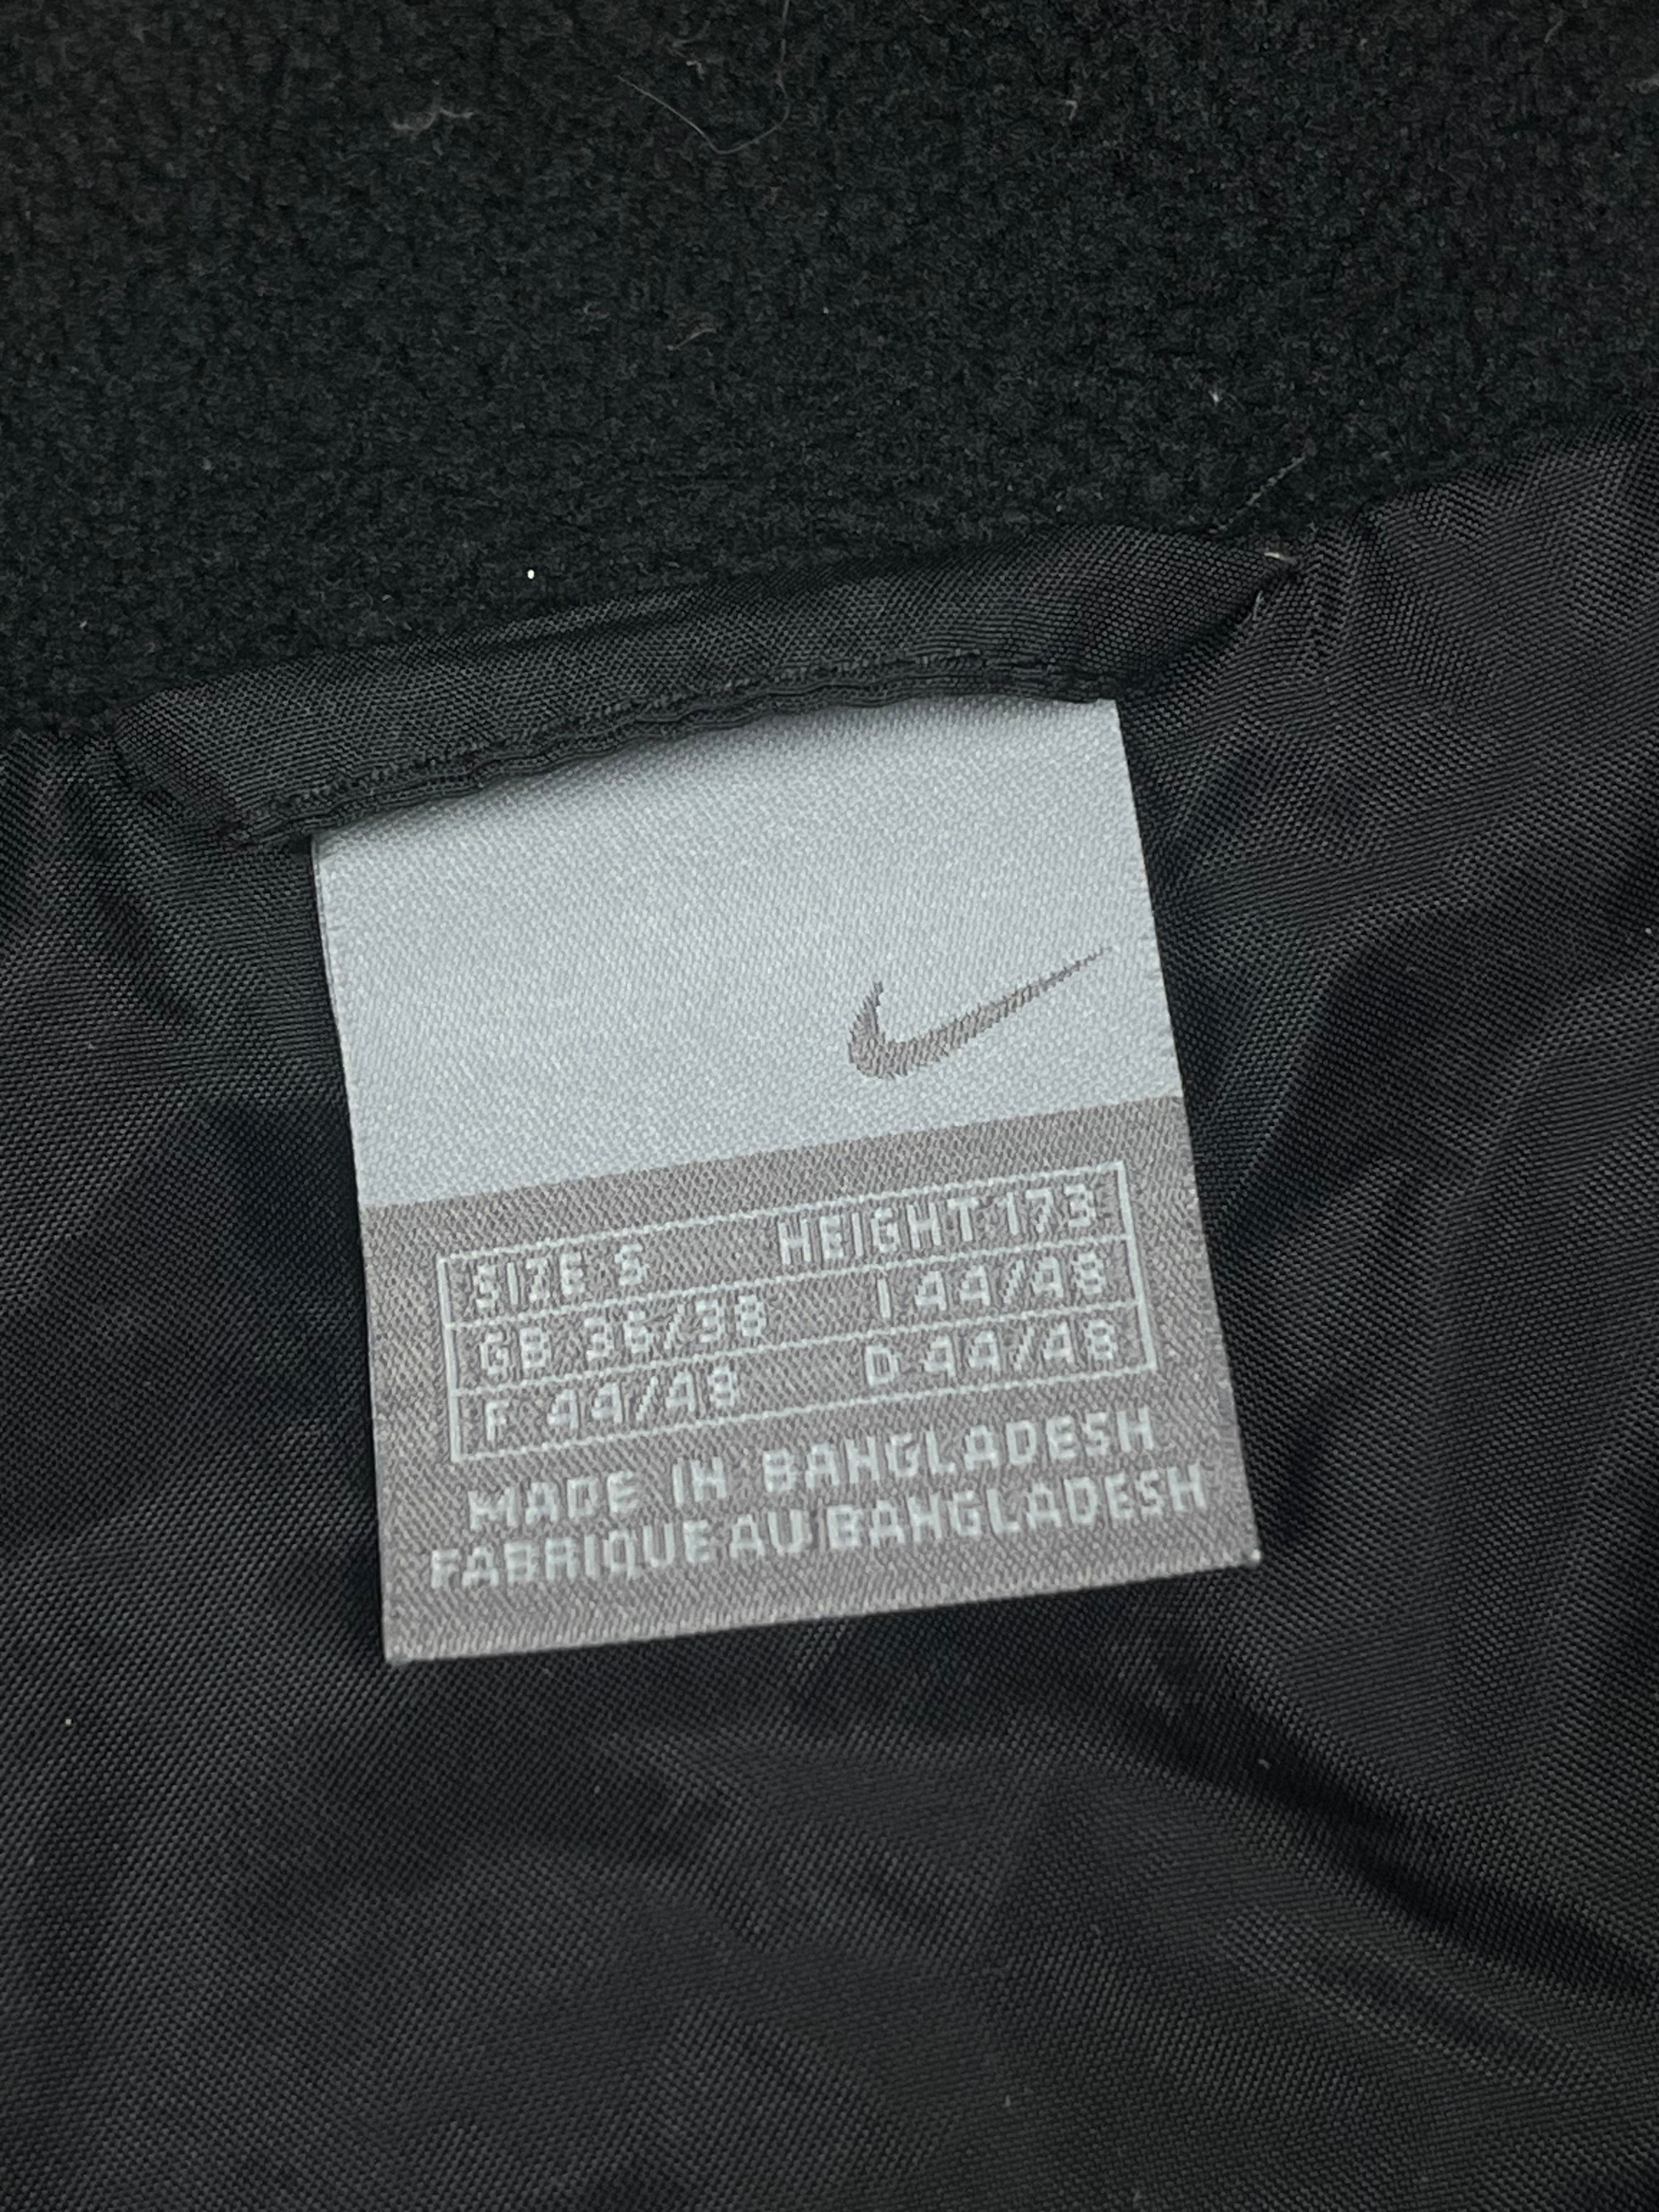 SIZE S HEIGHT 173
GB 36/38 I 44/48
F 44/48 D 44/48
MADE IN BANGLADESH
FABRIQUE AU BANGLADESH